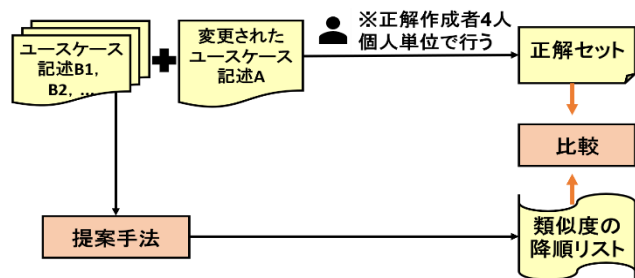 ユースケース
記述B1,
B2, ...
変更された
ユースケース
記述A
※正解作成者4人
個人単位で行う
正解セット
比較
提案手法
類似度の
降順リスト